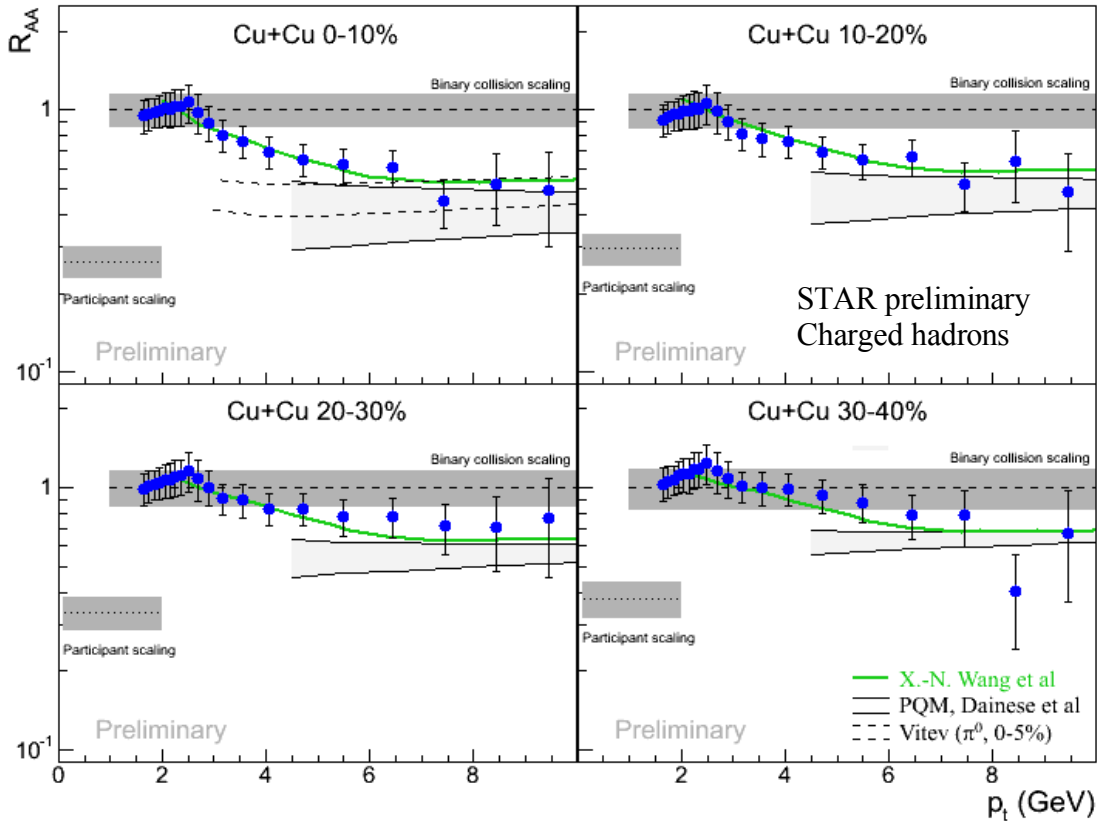 R_AA
Cu+Cu 0-10%
Cu+Cu 10-20%
Binary collision scaling
Binary collision scaling
1
Participant scaling
Participant scaling
STAR preliminary
Charged hadrons
Preliminary
Preliminary
10⁻¹
Cu+Cu 20-30%
Cu+Cu 30-40%
Binary collision scaling
Binary collision scaling
1
Participant scaling
Participant scaling
X.-N. Wang et al
PQM, Dainese et al
Vitev (π⁰, 0-5%)
Preliminary
Preliminary
10⁻¹
0 2 4 6 8 2 4 6 8
p_t (GeV)